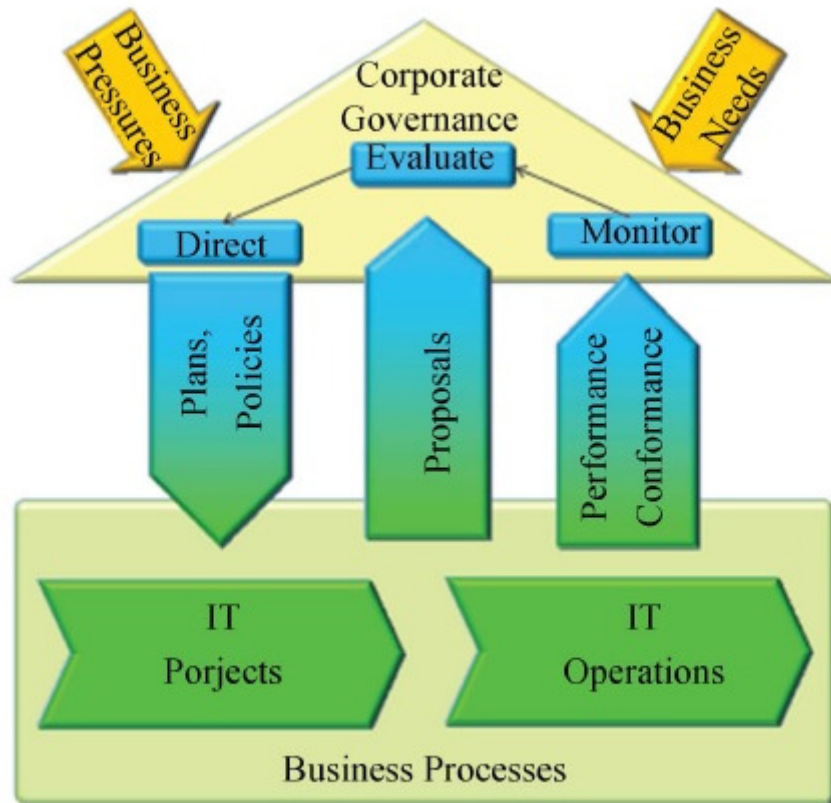 Business
Pressures
Corporate
Governance
Business
Needs
Evaluate
Direct
Monitor
Plans,
Policies
Proposals
Performance
Conformance
IT
Porjects
IT
Operations
Business Processes